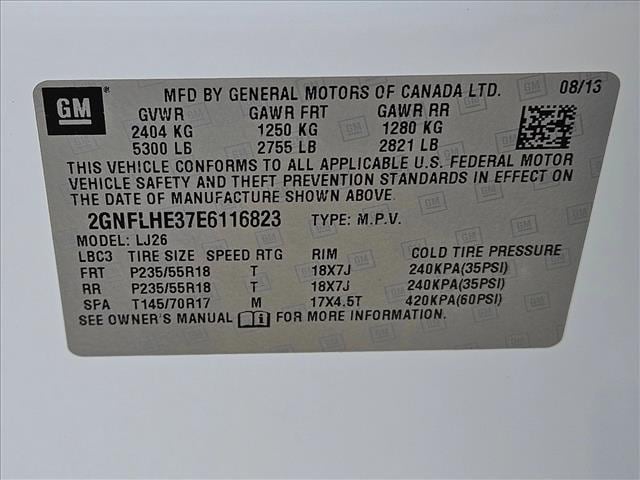 GM
MFD BY GENERAL MOTORS OF CANADA LTD. 08/13
GVWR GAWR FRT GAWR RR
2404 KG 1250 KG 1280 KG
5300 LB 2755 LB 2821 LB
THIS VEHICLE CONFORMS TO ALL APPLICABLE U.S. FEDERAL MOTOR
VEHICLE SAFETY AND THEFT PREVENTION STANDARDS IN EFFECT ON
THE DATE OF MANUFACTURE SHOWN ABOVE.
2GNFLHE37E6116823 TYPE: M.P.V.
MODEL: LJ26
LBC3 TIRE SIZE SPEED RTG RIM COLD TIRE PRESSURE
FRT P235/55R18 T 18X7J 240KPA(35PSI)
RR P235/55R18 T 18X7J 240KPA(35PSI)
SPA T145/70R17 M 17X4.5T 420KPA(60PSI)
SEE OWNER'S MANUAL i FOR MORE INFORMATION.